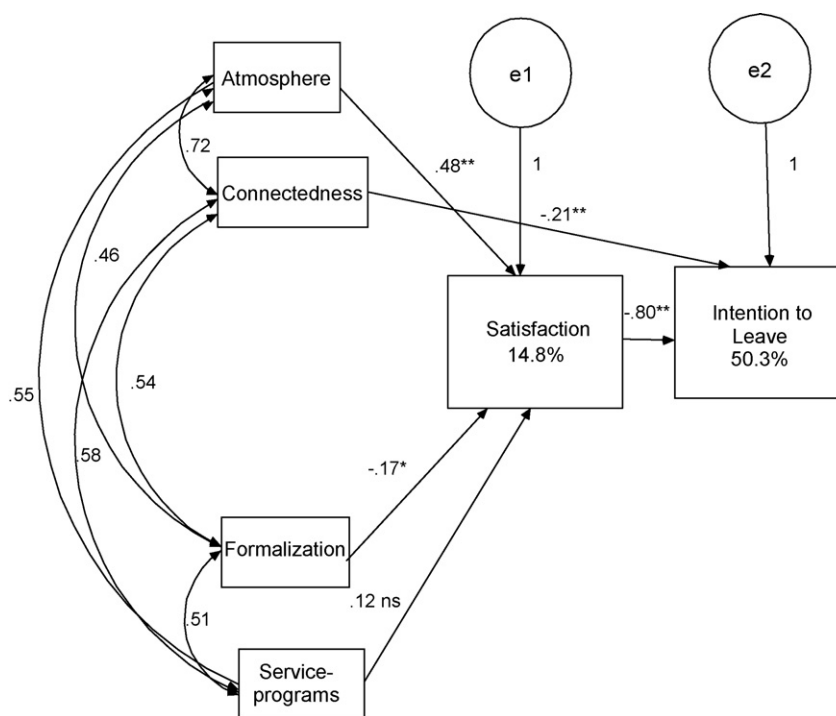 Atmosphere
e1
e2
.72
.48**
1
1
Connectedness
-.21**
.46
Satisfaction
14.8%
-.80**
Intention to
Leave
50.3%
.54
.55
.58
-.17*
Formalization
.12 ns
.51
Service-
programs